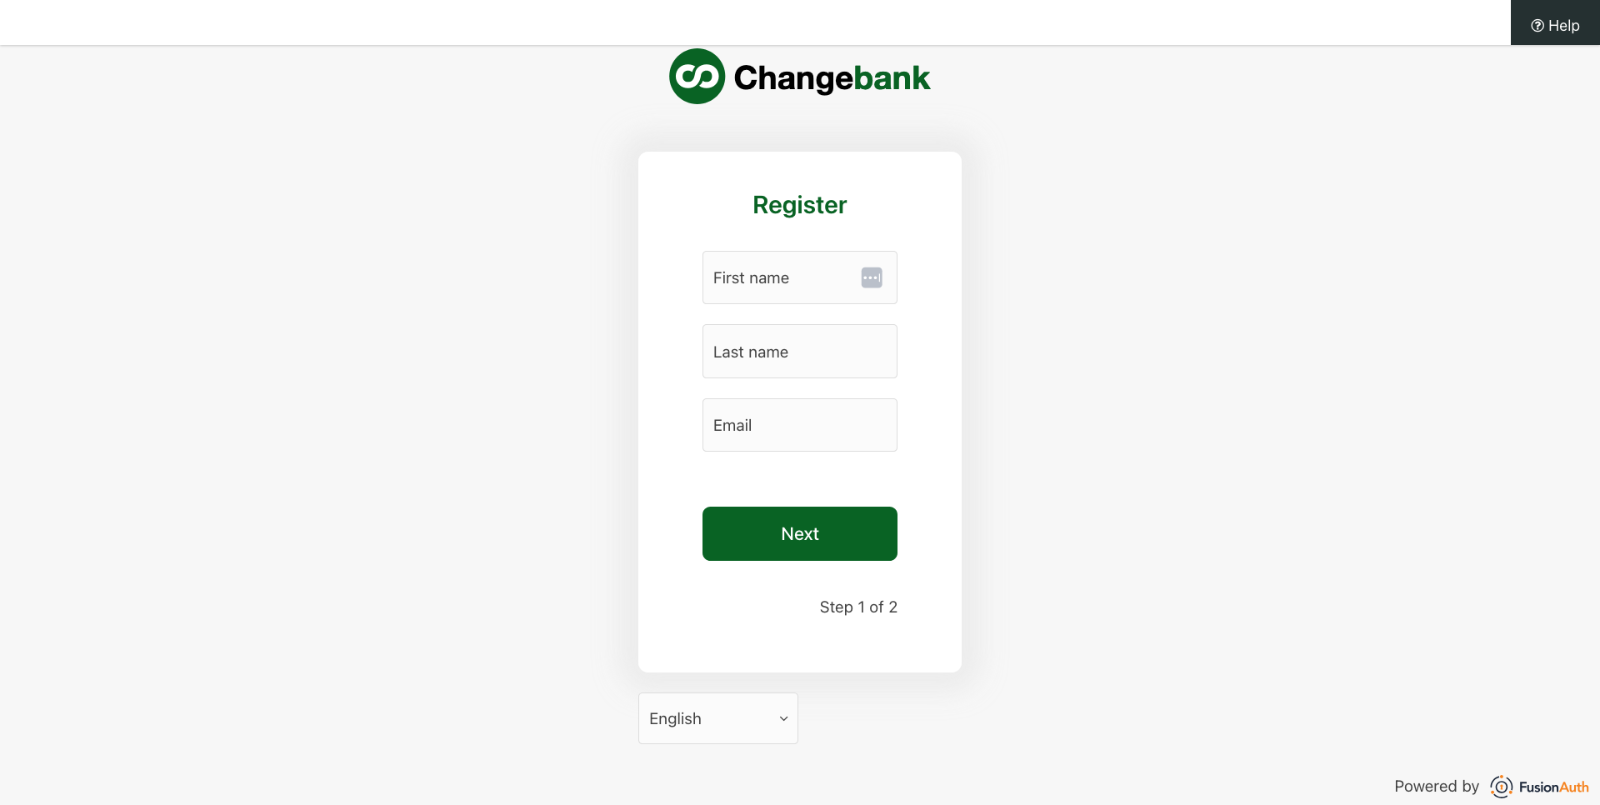 Help
Changebank
Register
First name
Last name
Email
Next
Step 1 of 2
English
Powered by FusionAuth